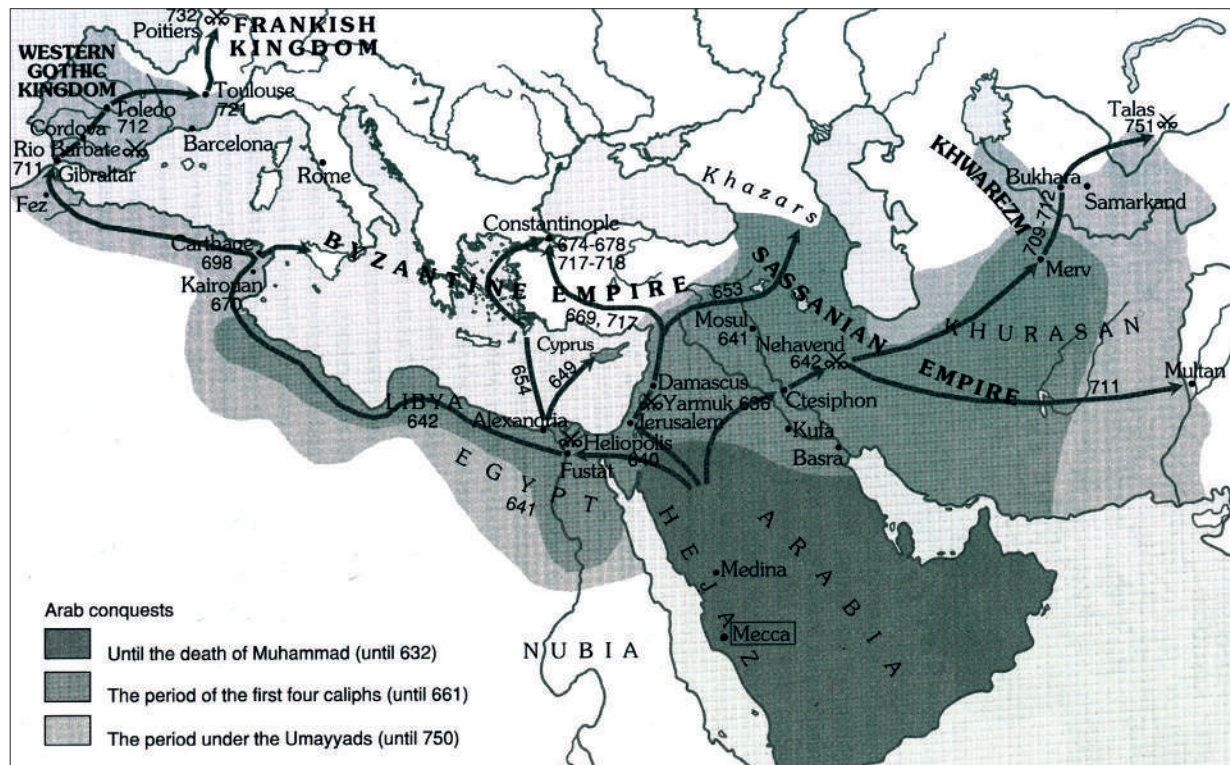 732
Poitiers
FRANKISH
KINGDOM
WESTERN
GOTHIC
KINGDOM
Toulouse
721
Toledo
712
Cordova
Barcelona
Rio Barbate
711
Gibraltar
Fez
Rome
Carthage
698
Kairouan
670
BYZANTINE EMPIRE
Constantinople
674-678
717-718
669, 717
Khazars
653
SASSANIAN
EMPIRE
KHWAREZM
709-712
Talas
751
Bukhara
Samarkand
Merv
KHURASAN
Multan
711
Mosul
641
Nehavend
642
Cyprus
649
654
Damascus
Yarmuk 636
Jerusalem
Ctesiphon
Kufa
Basra
LIBYA
642
Alexandria
Heliopolis
640
Fustat
EGYPT
641
HEJAZ
ARABIA
Medina
Mecca
NUBIA
Arab conquests
Until the death of Muhammad (until 632)
The period of the first four caliphs (until 661)
The period under the Umayyads (until 750)